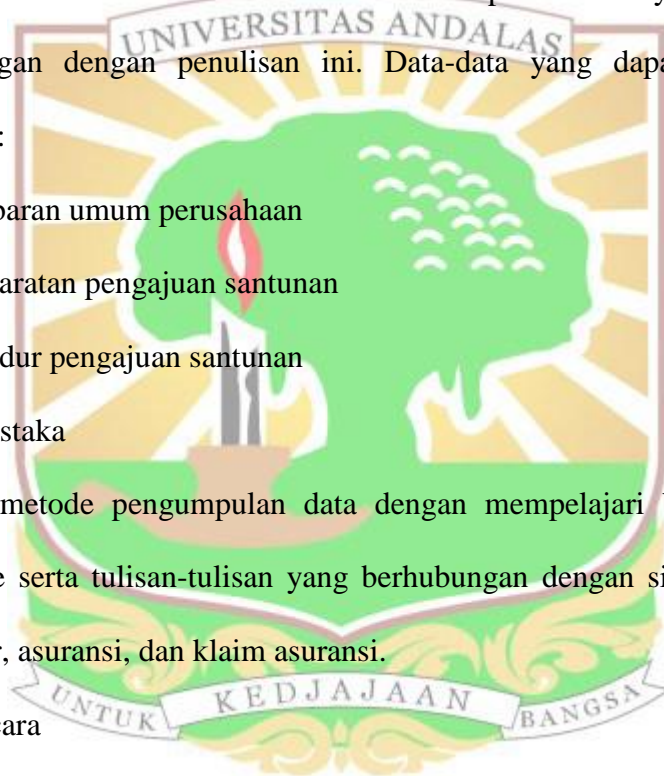 UNIVERSITAS ANDALAS
gan dengan penulisan ini. Data-data yang dapa
:
baran umum perusahaan
aratan pengajuan santunan
dur pengajuan santunan
staka
metode pengumpulan data dengan mempelajari
e serta tulisan-tulisan yang berhubungan dengan si
, asuransi, dan klaim asuransi.
UNTUK KEDJAJAAN BANGSA
cara